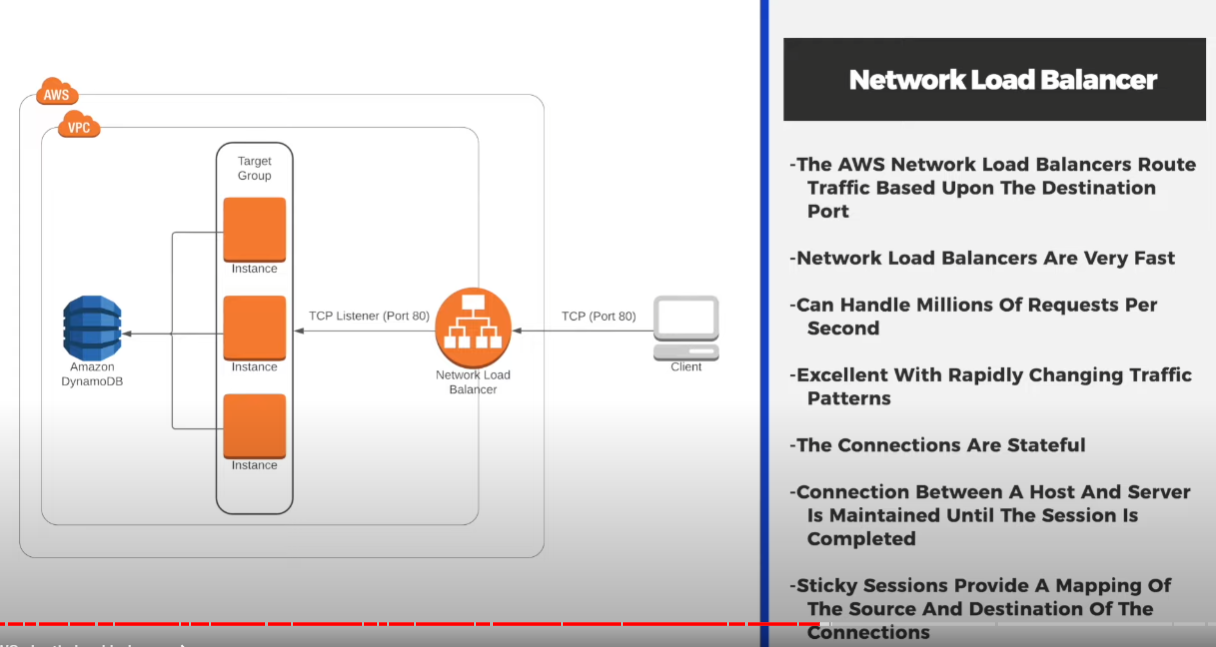 AWS
VPC
Target
Group
Instance
Instance
Instance
Amazon
DynamoDB
TCP Listener (Port 80)
Network Load
Balancer
TCP (Port 80)
Client
Network Load Balancer
-The AWS Network Load Balancers Route
Traffic Based Upon The Destination
Port
-Network Load Balancers Are Very Fast
-Can Handle Millions Of Requests Per
Second
-Excellent With Rapidly Changing Traffic
Patterns
-The Connections Are Stateful
-Connection Between A Host And Server
Is Maintained Until The Session Is
Completed
-Sticky Sessions Provide A Mapping Of
The Source And Destination Of The
Connections